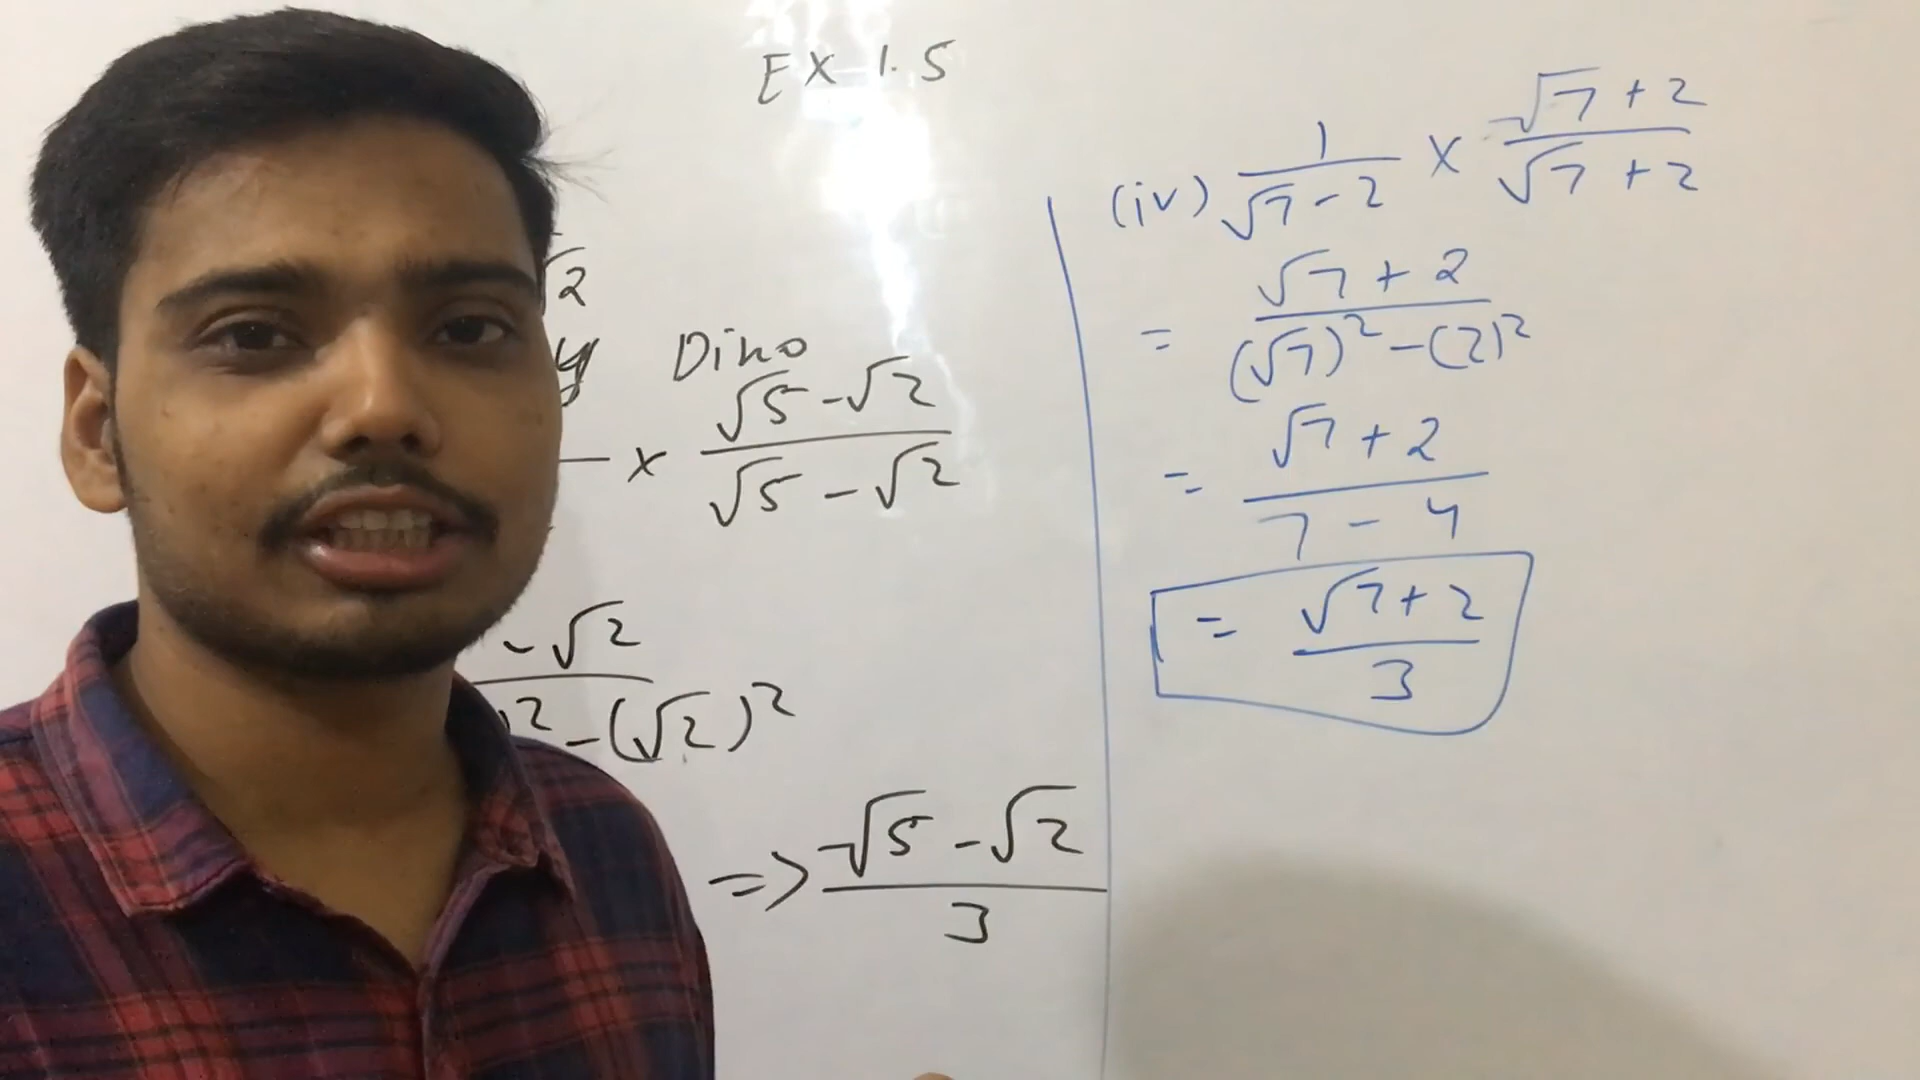 Ex 1.5
√2
y Dino
× (√5 - √2)/(√5 - √2)
- √2
)² - (√2)²
=> (√5 - √2)/3
(iv) 1/(√7 - 2) × (√7 + 2)/(√7 + 2)
= (√7 + 2)/((√7)² - (2)²)
= (√7 + 2)/(7 - 4)
= (√7 + 2)/3